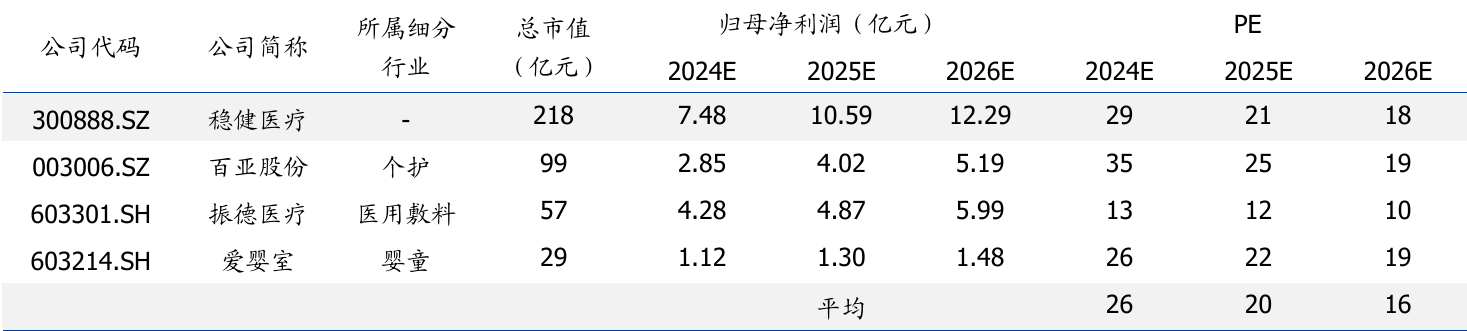 公司代码 公司简称 所属细分行业 总市值（亿元） 归母净利润（亿元） PE
2024E 2025E 2026E 2024E 2025E 2026E
300888.SZ 稳健医疗 - 218 7.48 10.59 12.29 29 21 18
003006.SZ 百亚股份 个护 99 2.85 4.02 5.19 35 25 19
603301.SH 振德医疗 医用敷料 57 4.28 4.87 5.99 13 12 10
603214.SH 爱婴室 婴童 29 1.12 1.30 1.48 26 22 19
平均 26 20 16